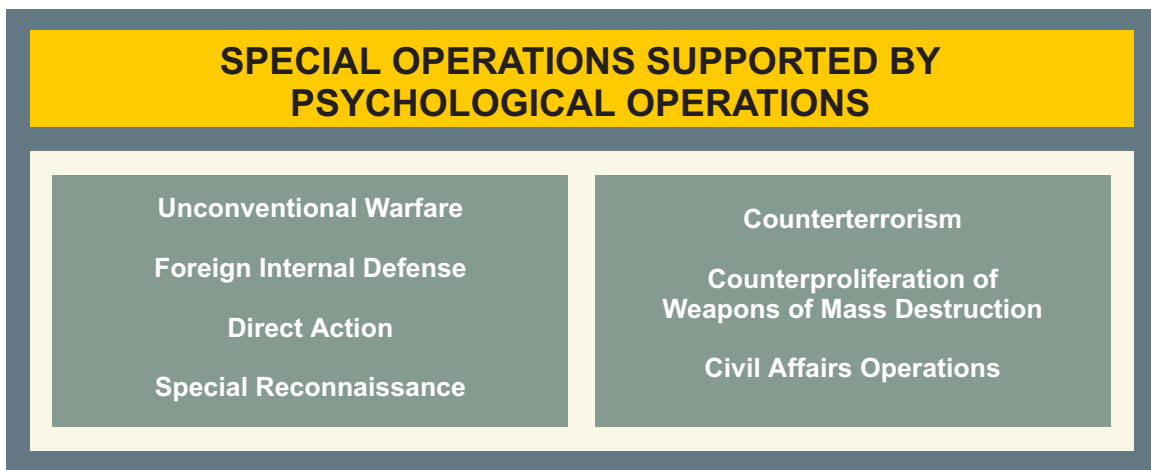 SPECIAL OPERATIONS SUPPORTED BY
PSYCHOLOGICAL OPERATIONS
Unconventional Warfare
Foreign Internal Defense
Direct Action
Special Reconnaissance
Counterterrorism
Counterproliferation of
Weapons of Mass Destruction
Civil Affairs Operations